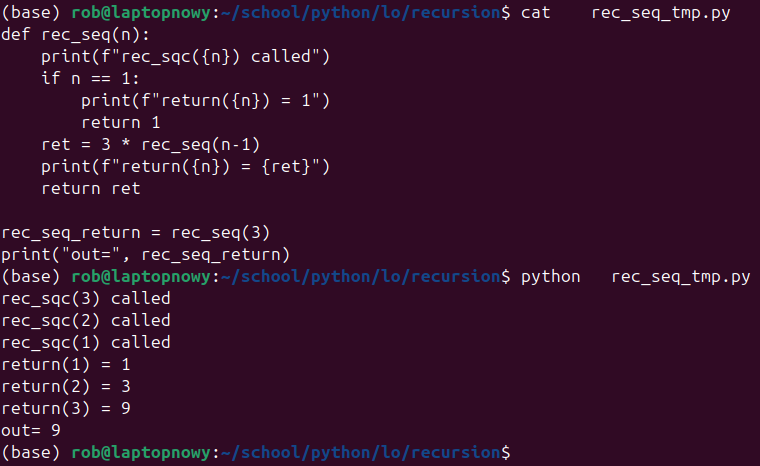 (base) rob@laptopnowy:~/school/python/lo/recursion$ cat    rec_seq_tmp.py
def rec_seq(n):
    print(f"rec_sqc({n}) called")
    if n == 1:
        print(f"return({n}) = 1")
        return 1
    ret = 3 * rec_seq(n-1)
    print(f"return({n}) = {ret}")
    return ret

rec_seq_return = rec_seq(3)
print("out=", rec_seq_return)
(base) rob@laptopnowy:~/school/python/lo/recursion$ python   rec_seq_tmp.py
rec_sqc(3) called
rec_sqc(2) called
rec_sqc(1) called
return(1) = 1
return(2) = 3
return(3) = 9
out= 9
(base) rob@laptopnowy:~/school/python/lo/recursion$